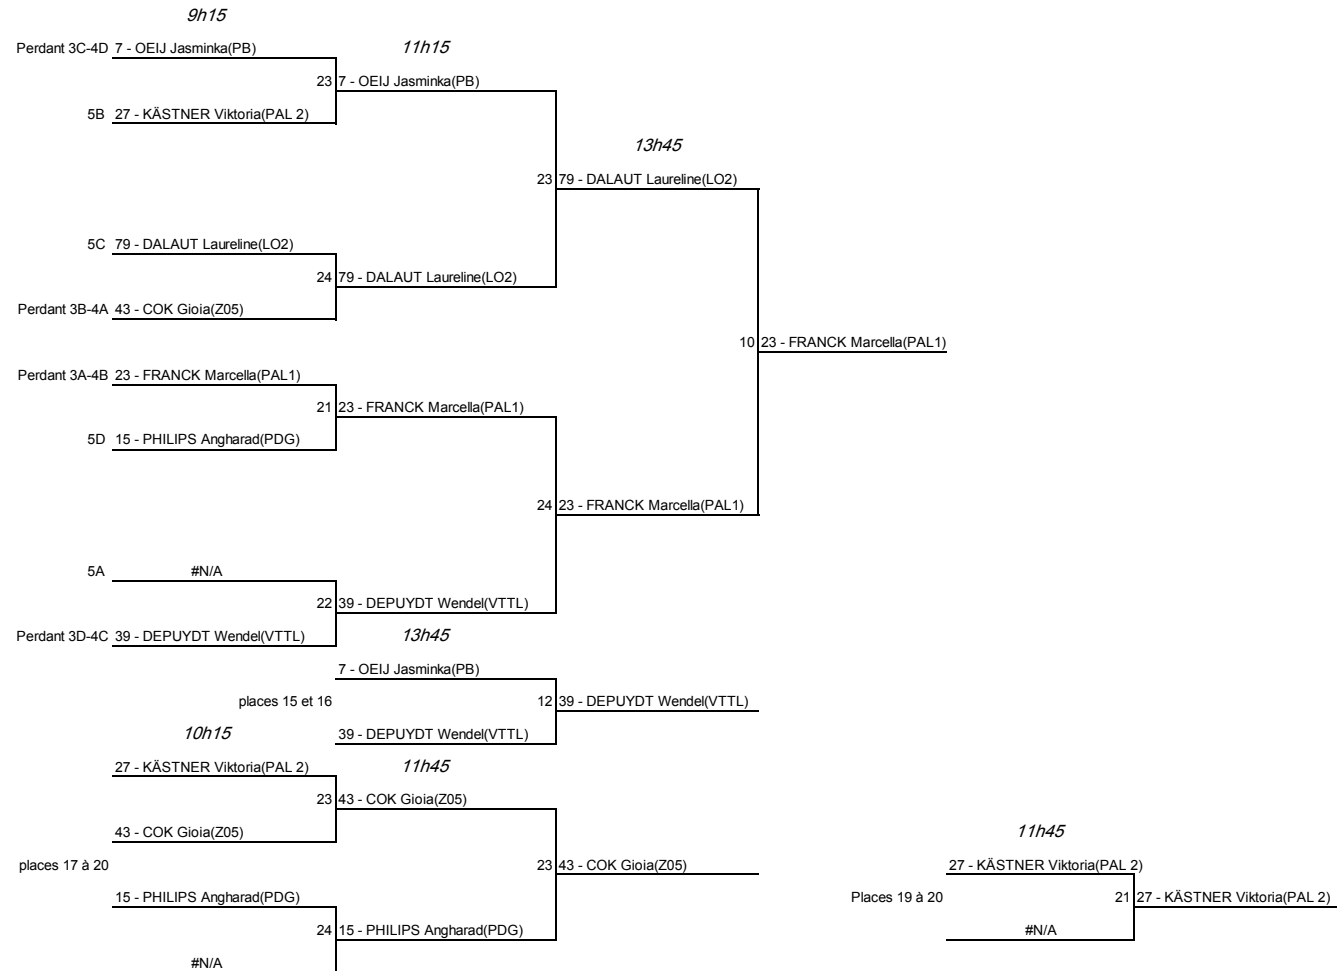 9h15
Perdant 3C-4D 7 - OEIJ Jasminka(PB) 11h15
23 7 - OEIJ Jasminka(PB)
5B 27 - KÄSTNER Viktoria(PAL 2)
13h45
23 79 - DALAUT Laureline(LO2)
5C 79 - DALAUT Laureline(LO2)
24 79 - DALAUT Laureline(LO2)
Perdant 3B-4A 43 - COK Gioia(Z05)
10 23 - FRANCK Marcella(PAL1)
Perdant 3A-4B 23 - FRANCK Marcella(PAL1)
21 23 - FRANCK Marcella(PAL1)
5D 15 - PHILIPS Angharad(PDG)
24 23 - FRANCK Marcella(PAL1)
5A #N/A
22 39 - DEPUYDT Wendel(VTTL)
Perdant 3D-4C 39 - DEPUYDT Wendel(VTTL) 13h45
7 - OEIJ Jasminka(PB)
places 15 et 16 12 39 - DEPUYDT Wendel(VTTL)
10h15 39 - DEPUYDT Wendel(VTTL)
27 - KÄSTNER Viktoria(PAL 2) 11h45
23 43 - COK Gioia(Z05)
43 - COK Gioia(Z05) 11h45
places 17 à 20 23 43 - COK Gioia(Z05) 27 - KÄSTNER Viktoria(PAL 2)
15 - PHILIPS Angharad(PDG) Places 19 à 20 21 27 - KÄSTNER Viktoria(PAL 2)
24 15 - PHILIPS Angharad(PDG) #N/A
#N/A